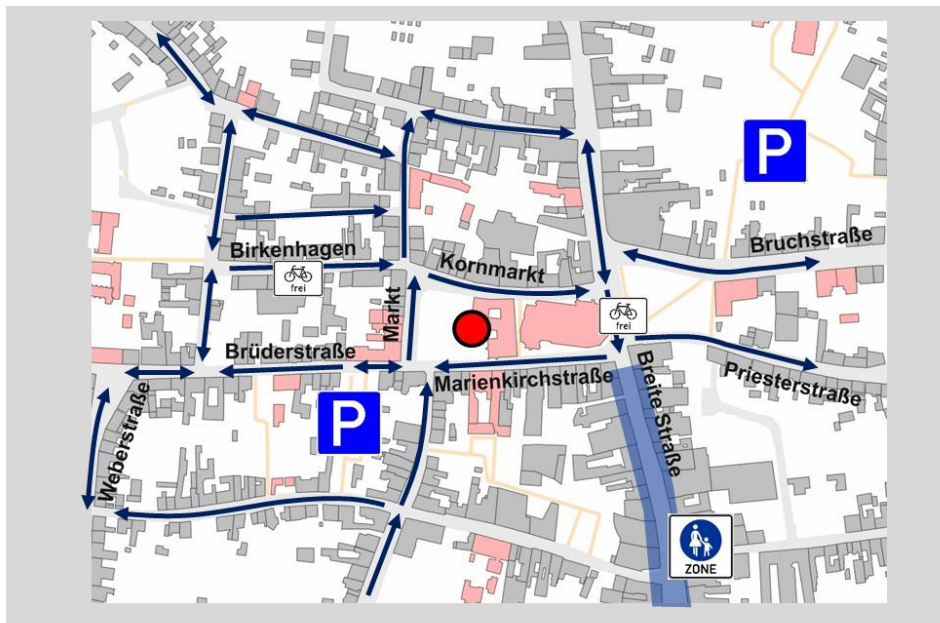 P
Bruchstraße
Birkenhagen
Kornmarkt
frei
frei
Markt
Brüderstraße
Marienkirchstraße
Breite Straße
Priesterstraße
Weberstraße
P
ZONE